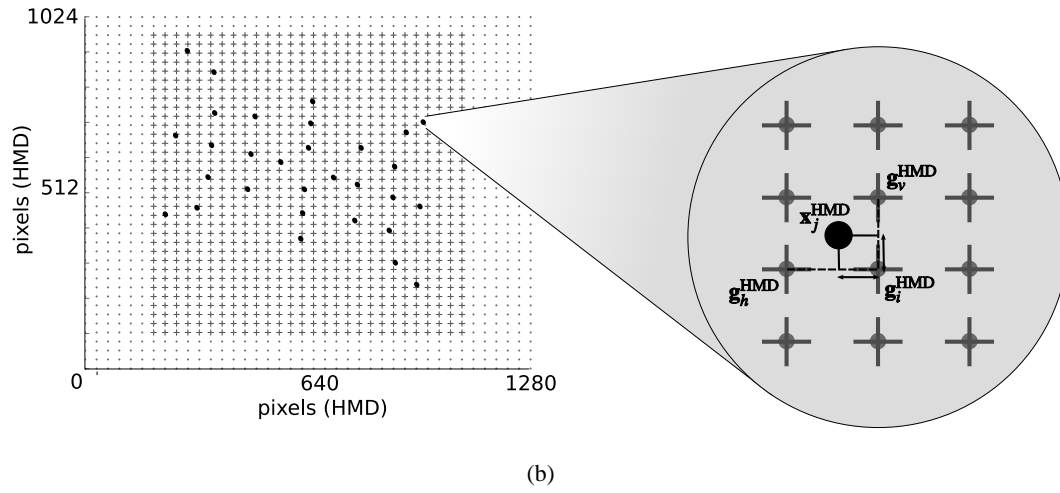 1024
512
0
640
1280
pixels (HMD)
pixels (HMD)
g_v^HMD
x_j^HMD
g_h^HMD
g_i^HMD
(b)